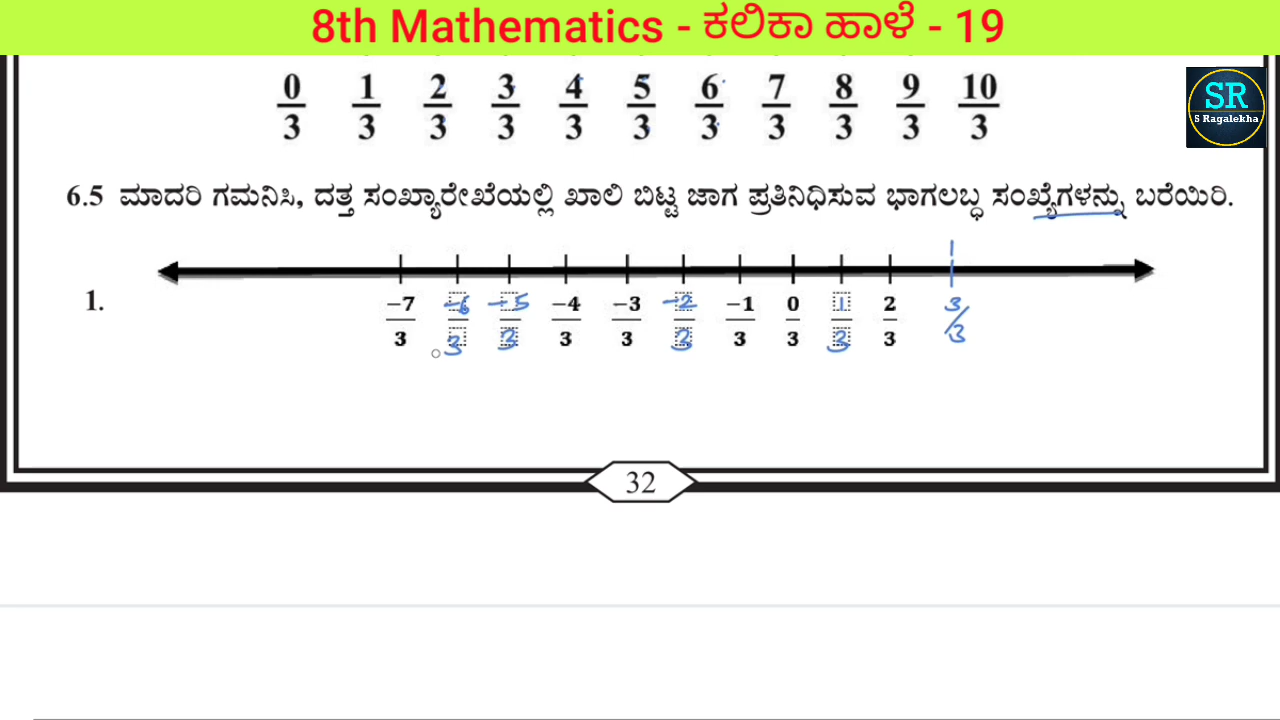 8th Mathematics - ಕಲಿಕಾ ಹಾಳೆ - 19
SR
S Ragalekha
0/3 1/3 2/3 3/3 4/3 5/3 6/3 7/3 8/3 9/3 10/3
6.5 ಮಾದರಿ ಗಮನಿಸಿ, ದತ್ತ ಸಂಖ್ಯಾರೇಖೆಯಲ್ಲಿ ಖಾಲಿ ಬಿಟ್ಟ ಜಾಗ ಪ್ರತಿನಿಧಿಸುವ ಭಾಗಲಬ್ಧ ಸಂಖ್ಯೆಗಳನ್ನು ಬರೆಯಿರಿ.
1. -7/3 -6/3 -5/3 -4/3 -3/3 -2/3 -1/3 0/3 1/3 2/3 3/3
32